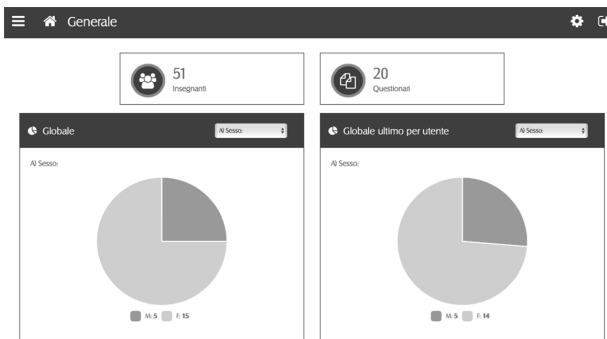 Generale
51
Insegnanti
20
Questionari
Globale
A) Sesso:
Globale ultimo per utente
A) Sesso:
A) Sesso:
A) Sesso:
M: 5 F: 15
M: 5 F: 14